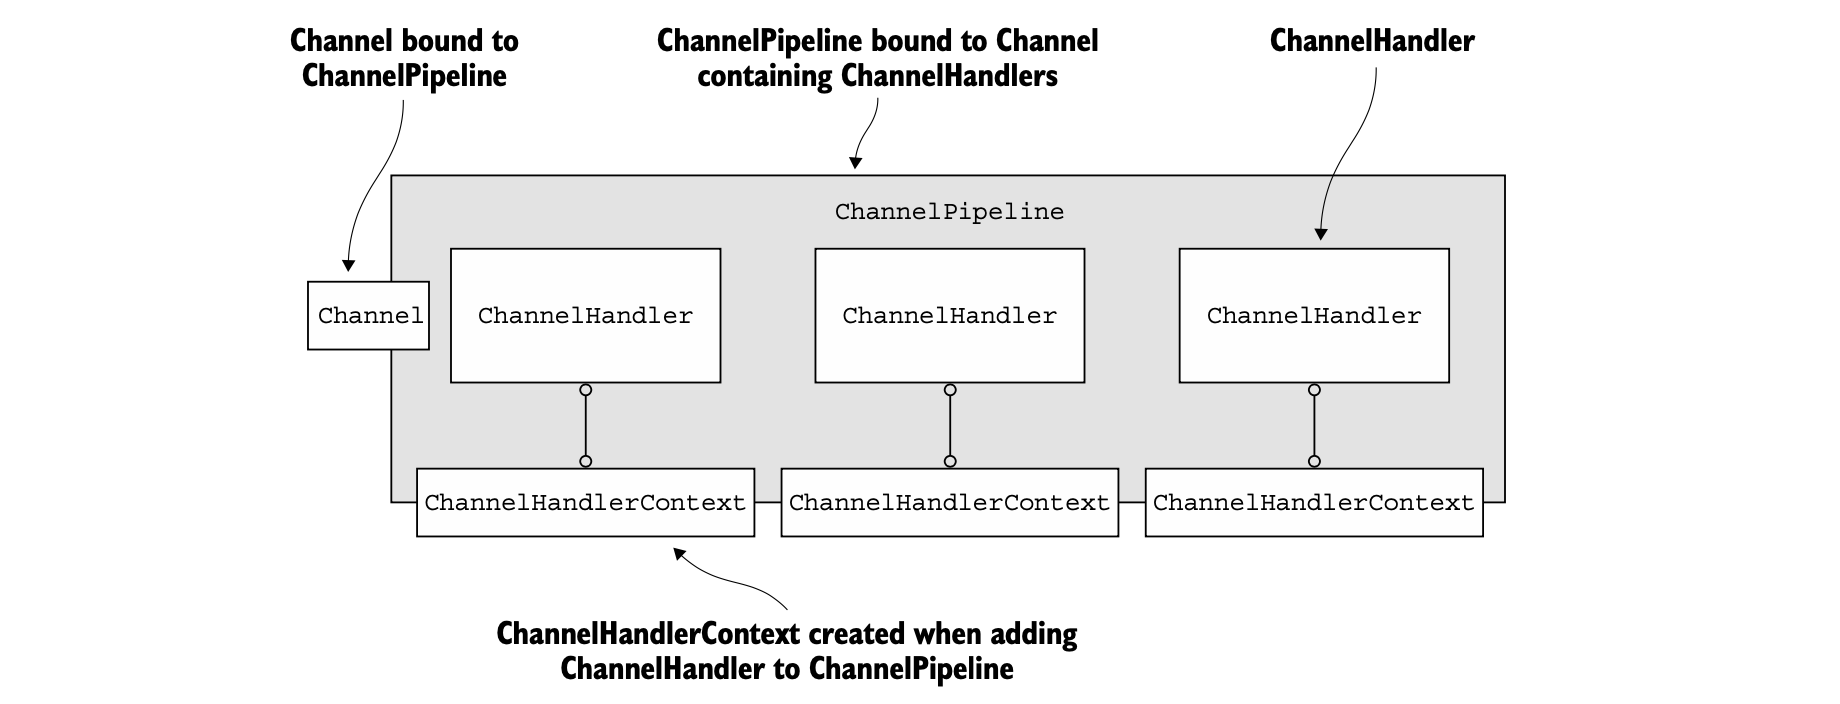 Channel bound to
ChannelPipeline
ChannelPipeline bound to Channel
containing ChannelHandlers
ChannelHandler
ChannelPipeline
Channel
ChannelHandler
ChannelHandler
ChannelHandler
ChannelHandlerContext
ChannelHandlerContext
ChannelHandlerContext
ChannelHandlerContext created when adding
ChannelHandler to ChannelPipeline